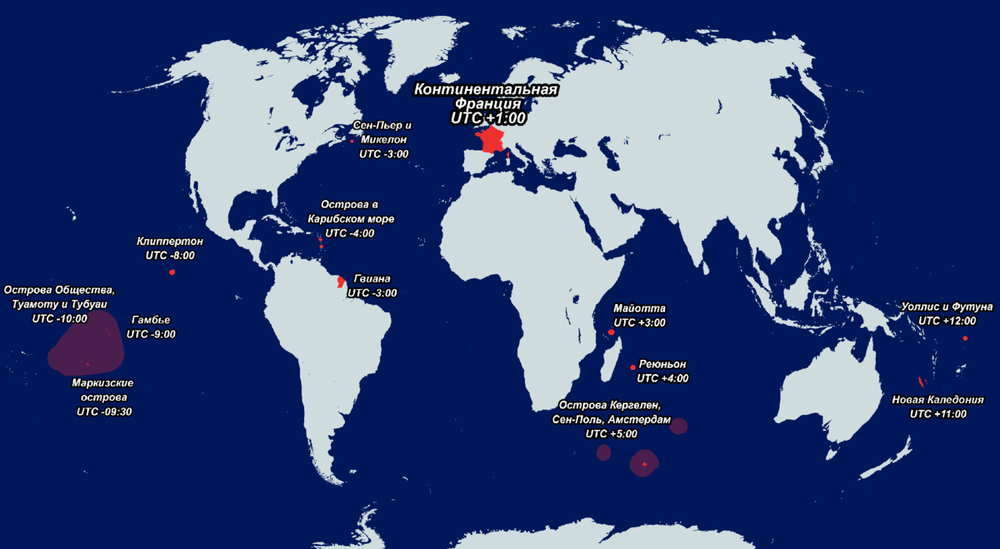 Континентальная
Франция
UTC +1:00
Сен-Пьер и
Микелон
UTC -3:00
Острова в
Карибском море
UTC -4:00
Клиппертон
UTC -8:00
Гвиана
UTC -3:00
Острова Общества,
Туамоту и Тубуаи
UTC -10:00
Гамбье
UTC -9:00
Маркизские
острова
UTC -09:30
Майотта
UTC +3:00
Реюньон
UTC +4:00
Острова Кергелен,
Сен-Поль, Амстердам
UTC +5:00
Уоллис и Футуна
UTC +12:00
Новая Каледония
UTC +11:00